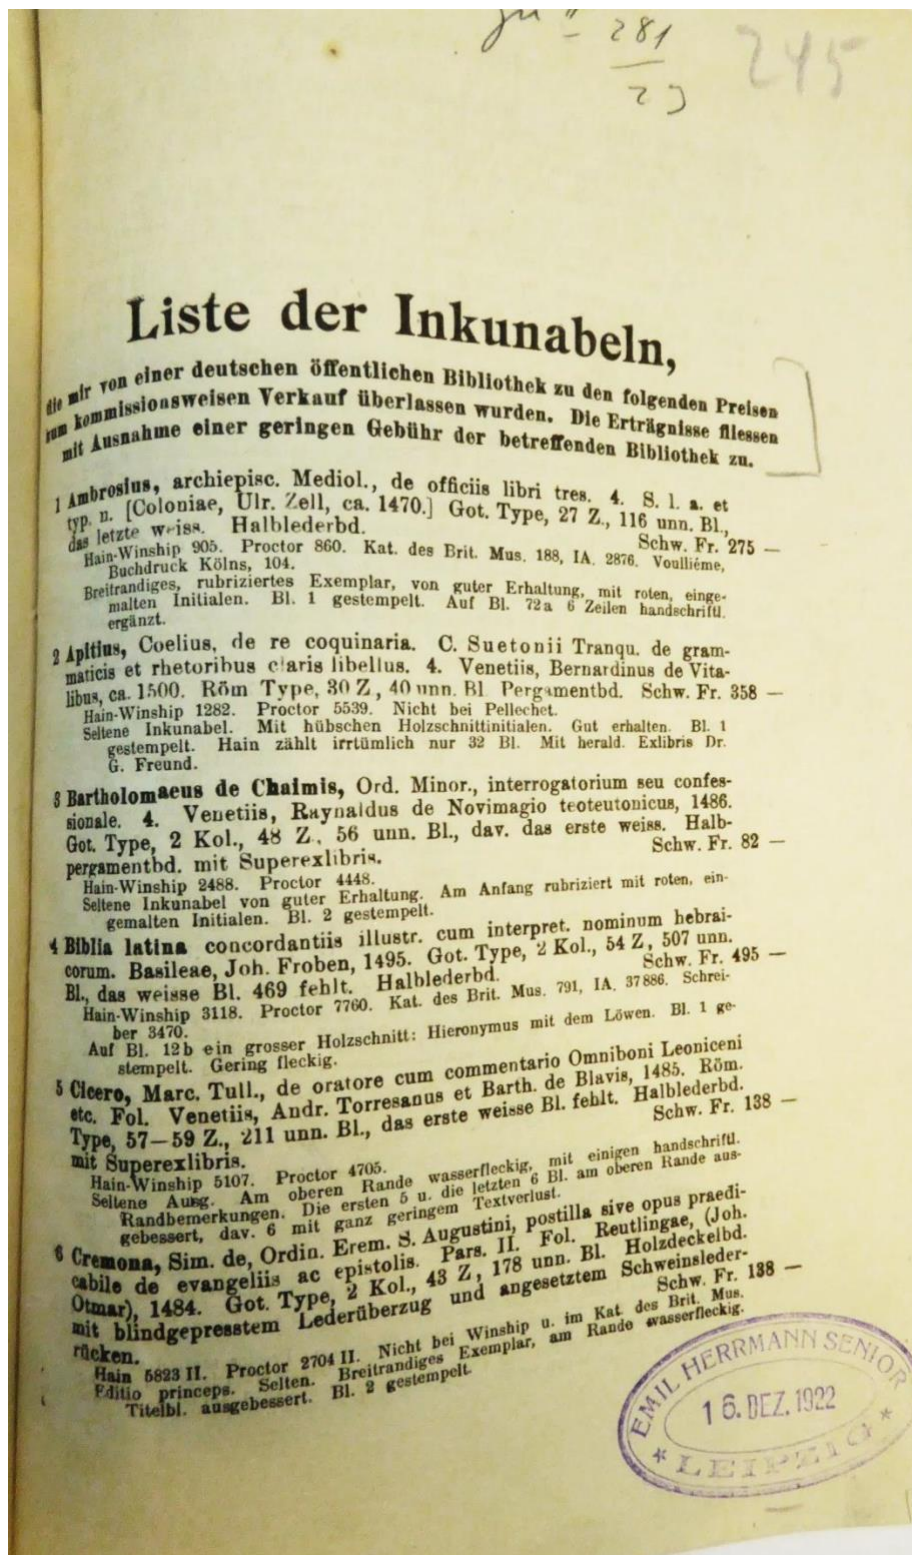 281
23
245
Liste der Inkunabeln,
die mir von einer deutschen öffentlichen Bibliothek zu den folgenden Preisen
zum kommissionsweisen Verkauf überlassen wurden. Die Erträgnisse fliessen
mit Ausnahme einer geringen Gebühr der betreffenden Bibliothek zu.
1 Ambrosius, archiepisc. Mediol., de officiis libri tres. 4. S. l. a. et
typ. n. [Coloniae, Ulr. Zell, ca. 1470.] Got. Type, 27 Z., 116 unn. Bl.,
das letzte weiss. Halblederbd. Schw. Fr. 275 —
Hain-Winship 905. Proctor 860. Kat. des Brit. Mus. 188, IA. 2876. Voulliéme,
Buchdruck Kölns, 104.
Breitrandiges, rubriziertes Exemplar, von guter Erhaltung, mit roten, einge-
malten Initialen. Bl. 1 gestempelt. Auf Bl. 72a 6 Zeilen handschriftl.
ergänzt.
2 Apitius, Coelius, de re coquinaria. C. Suetonii Tranqu. de gram-
maticis et rhetoribus claris libellus. 4. Venetiis, Bernardinus de Vita-
libus, ca. 1500. Röm Type, 30 Z, 40 unn. Bl Pergamentbd. Schw. Fr. 358 —
Hain-Winship 1282. Proctor 5539. Nicht bei Pellechet.
Seltene Inkunabel. Mit hübschen Holzschnittinitialen. Gut erhalten. Bl. 1
gestempelt. Hain zählt irrtümlich nur 32 Bl. Mit herald. Exlibris Dr.
G. Freund.
3 Bartholomaeus de Chaimis, Ord. Minor., interrogatorium seu confes-
sionale. 4. Venetiis, Raynaldus de Novimagio teoteutonicus, 1486.
Got. Type, 2 Kol., 48 Z., 56 unn. Bl., dav. das erste weiss. Halb-
pergamentbd. mit Superexlibris. Schw. Fr. 82 —
Hain-Winship 2488. Proctor 4448.
Seltene Inkunabel von guter Erhaltung. Am Anfang rubriziert mit roten, ein-
gemalten Initialen. Bl. 2 gestempelt.
4 Biblia latina concordantiis illustr. cum interpret. nominum hebrai-
corum. Basileae, Joh. Froben, 1495. Got. Type, 2 Kol., 54 Z, 507 unn.
Bl., das weisse Bl. 469 fehlt. Halblederbd. Schw. Fr. 495 —
Hain-Winship 3118. Proctor 7760. Kat. des Brit. Mus. 791, IA. 37886. Schrei-
ber 3470.
Auf Bl. 12b ein grosser Holzschnitt: Hieronymus mit dem Löwen. Bl. 1 ge-
stempelt. Gering fleckig.
5 Cicero, Marc. Tull., de oratore cum commentario Omniboni Leoniceni
etc. Fol. Venetiis, Andr. Torresanus et Barth. de Blavis, 1485. Röm.
Type, 57—59 Z., 211 unn. Bl., das erste weisse Bl. fehlt. Halblederbd.
mit Superexlibris. Schw. Fr. 138 —
Hain-Winship 5107. Proctor 4705.
Seltene Ausg. Am oberen Rande wasserfleckig, mit einigen handschriftl.
Randbemerkungen. Die ersten 5 u. die letzten 6 Bl. am oberen Rande aus-
gebessert, dav. 6 mit ganz geringem Textverlust.
6 Cremona, Sim. de, Ordin. Erem. S. Augustini, postilla sive opus praedi-
cabile de evangeliis ac epistolis. Pars. II. Fol. Reutlingae, (Joh.
Otmar), 1484. Got. Type, 2 Kol., 43 Z, 178 unn. Bl. Holzdeckelbd.
mit blindgepresstem Lederüberzug und angesetztem Schweinsleder-
rücken. Schw. Fr. 138 —
Hain 5823 II. Proctor 2704 II. Nicht bei Winship u. im Kat. des Brit. Mus.
Editio princeps. Selten. Breitrandiges Exemplar, am Rande wasserfleckig.
Titelbl. ausgebessert. Bl. 2 gestempelt.
EMIL HERRMANN SENIOR
16. DEZ. 1922
* LEIPZIG *